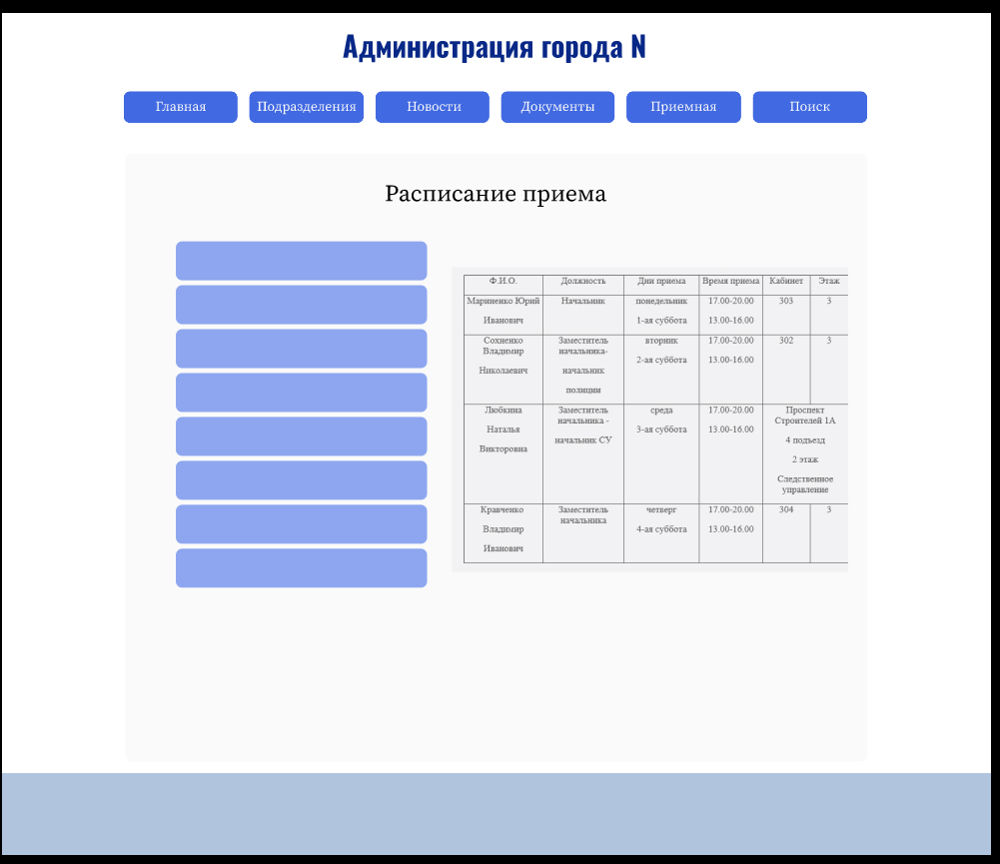 Администрация города N
Главная
Подразделения
Новости
Документы
Приемная
Поиск
Расписание приема
Ф.И.О. Должность Дни приема Время приема Кабинет Этаж
Мариненко Юрий Начальник понедельник 17.00-20.00 303 3
Иванович 1-ая суббота 13.00-16.00
Сохненко Заместитель вторник 17.00-20.00 302 3
Владимир начальника- 2-ая суббота 13.00-16.00
Николаевич начальник
полиции
Любкина Заместитель среда 17.00-20.00 Проспект
начальника - Строителей 1А
Наталья начальник СУ 3-ая суббота 13.00-16.00 4 подъезд
Викторовна 2 этаж
Следственное
управление
Кравченко Заместитель четверг 17.00-20.00 304 3
начальника
Владимир 4-ая суббота 13.00-16.00
Иванович